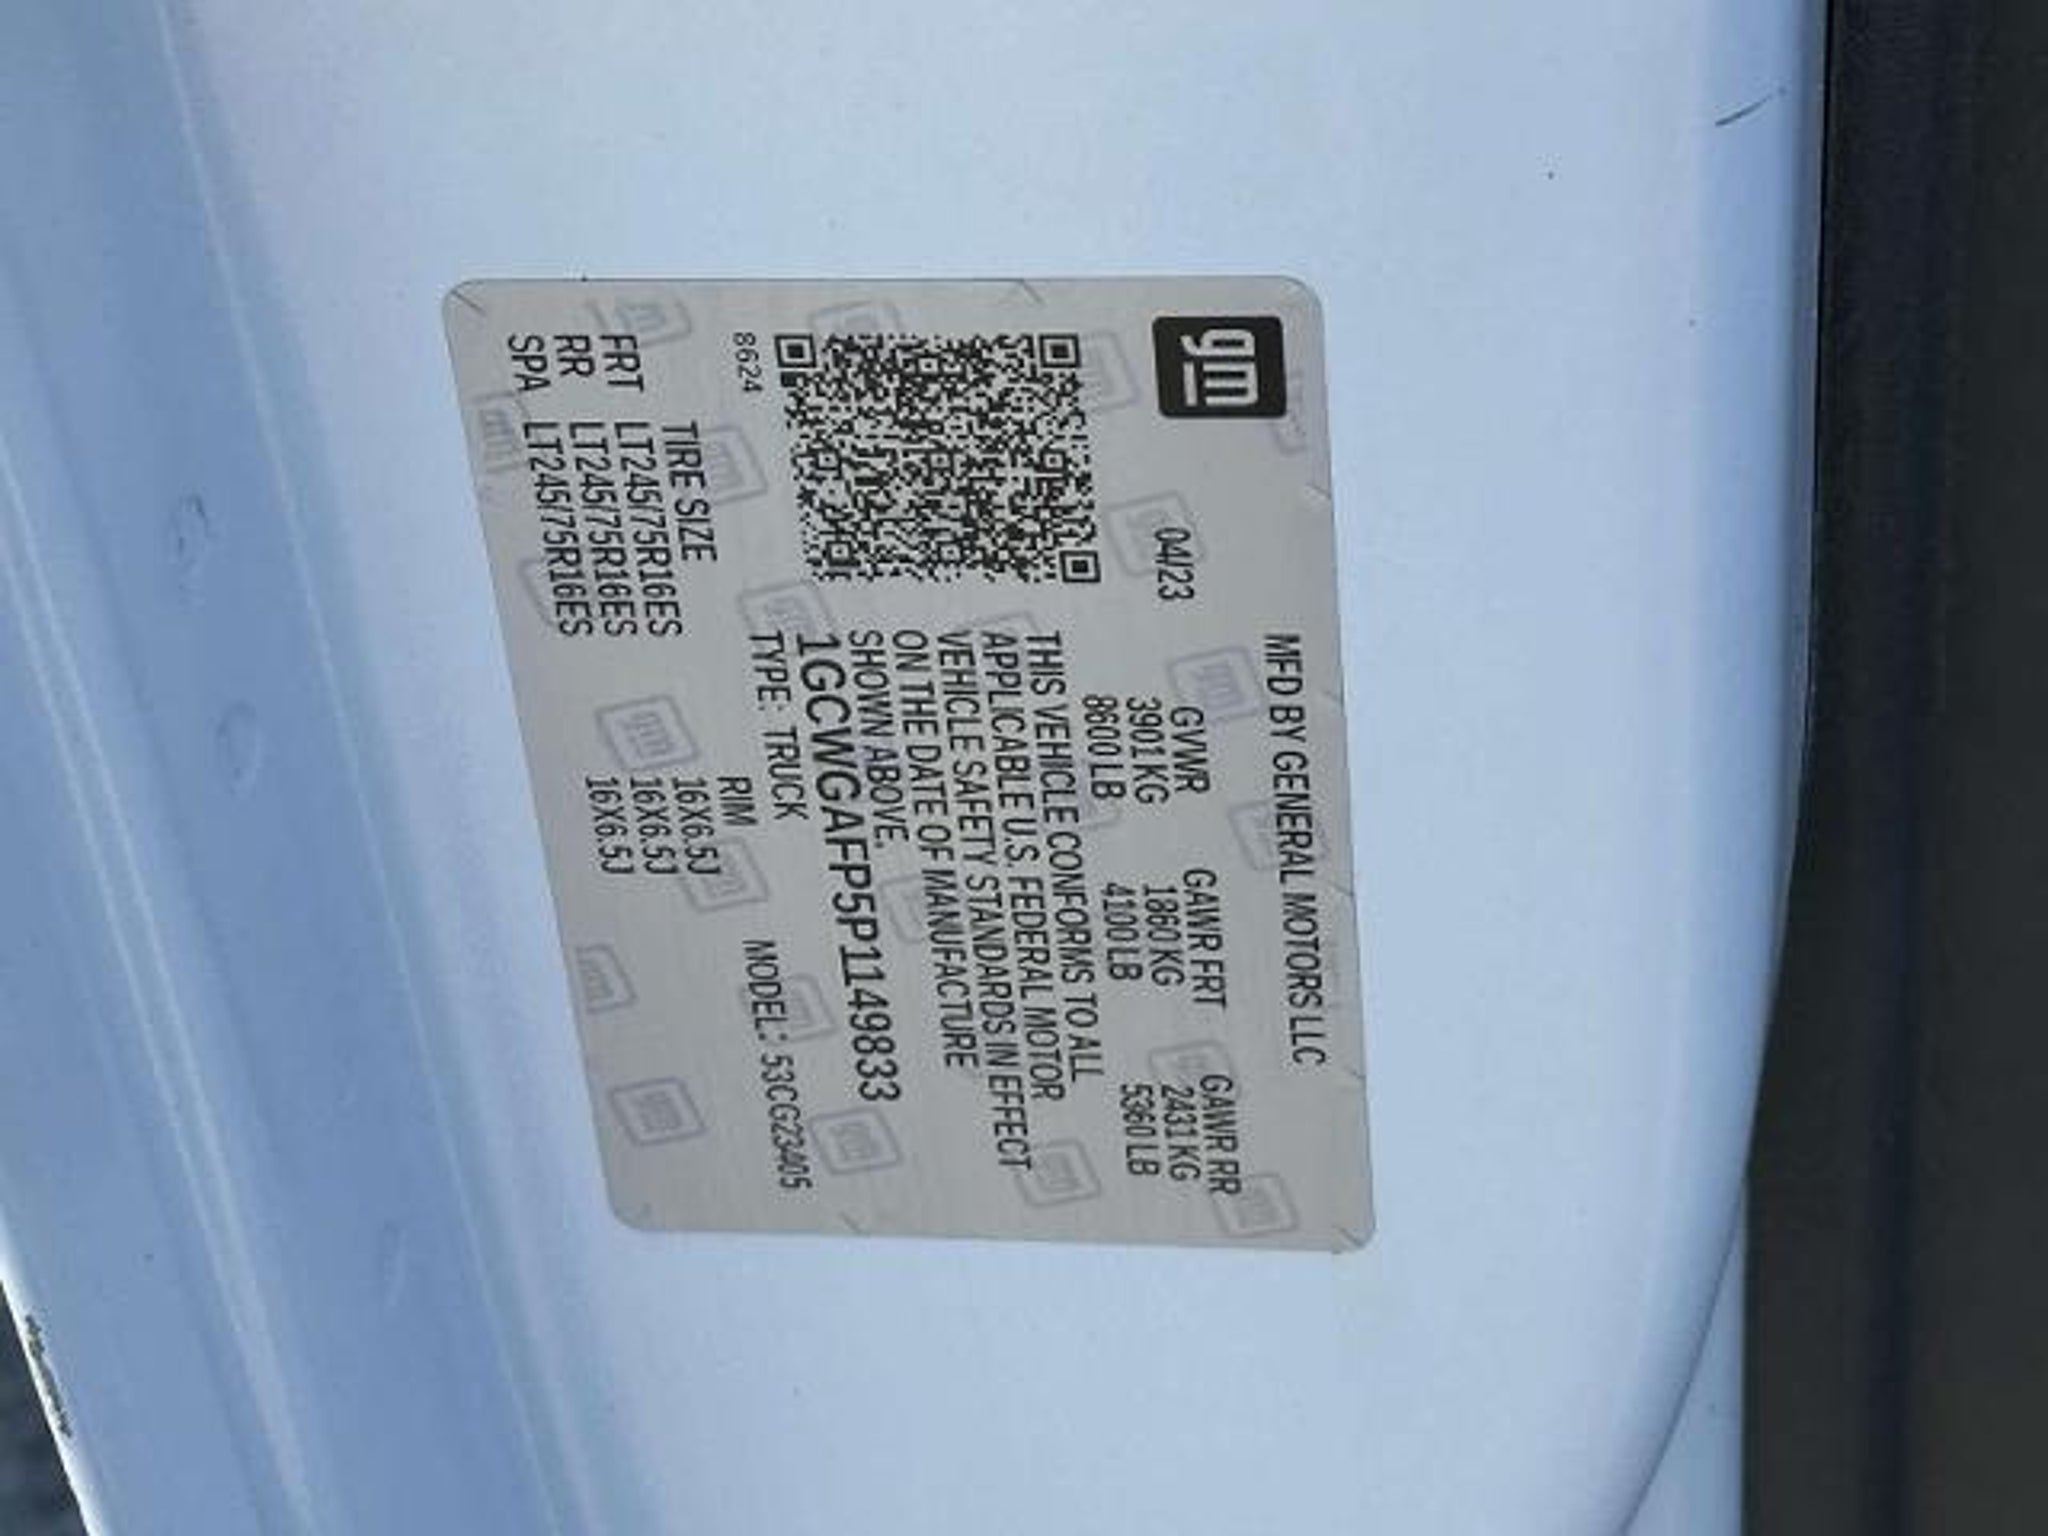 gm
MFD BY GENERAL MOTORS LLC
04/23
GVWR GAWR FRT GAWR RR
3901 KG 1860 KG 2431 KG
8600 LB 4100 LB 5360 LB
THIS VEHICLE CONFORMS TO ALL
APPLICABLE U.S. FEDERAL MOTOR
VEHICLE SAFETY STANDARDS IN EFFECT
ON THE DATE OF MANUFACTURE
SHOWN ABOVE.
1GCWGAFP5P1149833
8624
TYPE: TRUCK MODEL: 53CG23405
TIRE SIZE RIM
FRT LT245/75R16ES 16X6.5J
RR LT245/75R16ES 16X6.5J
SPA LT245/75R16ES 16X6.5J